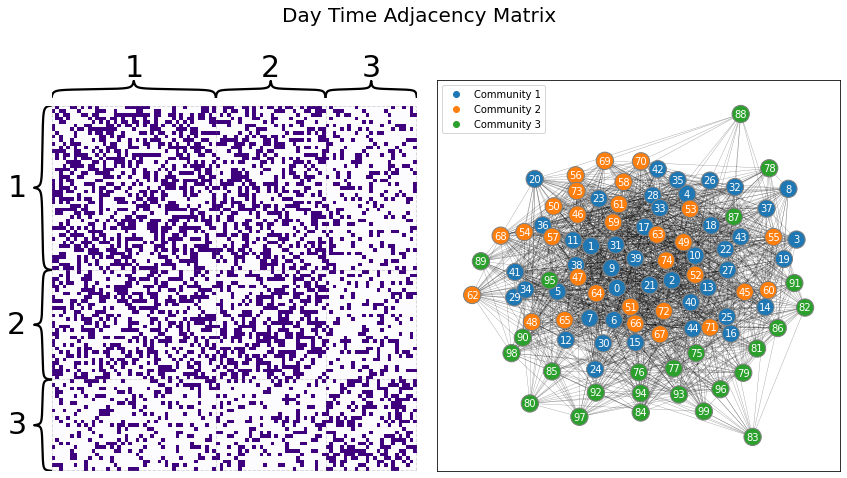 Day Time Adjacency Matrix
1 2 3
1
2
3
Community 1
Community 2
Community 3
88
69 70 42 78
20 56 58 35 26 32 8
73 23 28 4
50 46 61 33 53 87 37
36 59 17 18
68 54 57 11 1 31 63 49 43 55 3
89 39 74 10 22 19
41 38 9 52 27
95 47 2 91
62 29 34 5 64 0 21 13 45 60
51 40 14 82
48 65 7 6 66 72 25 86
90 12 67 44 71 16
98 30 15 75 81
85 24 76 77 79
92 94 93 96
80 97 84 99
83